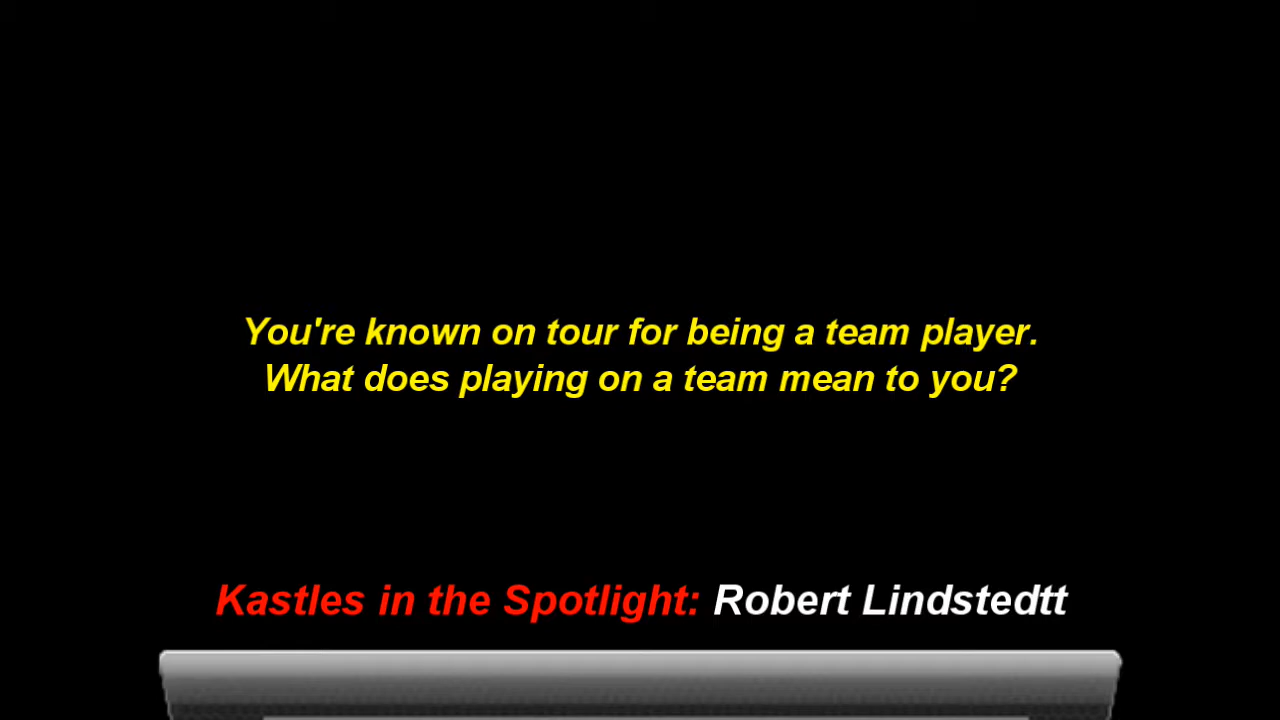 You're known on tour for being a team player.
What does playing on a team mean to you?
Kastles in the Spotlight: Robert Lindstedtt